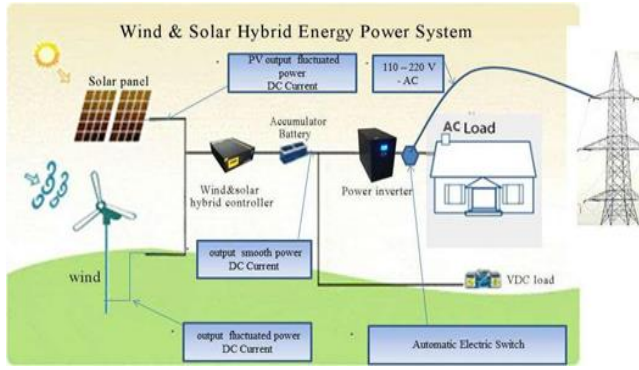 Wind & Solar Hybrid Energy Power System
PV output fluctuated
power
DC Current
110 – 220 V
- AC
Solar panel
Accumulator
Battery
AC Load
Wind&solar
hybrid controller
Power inverter
output smooth power
DC Current
wind
VDC load
output fluctuated power
DC Current
Automatic Electric Switch